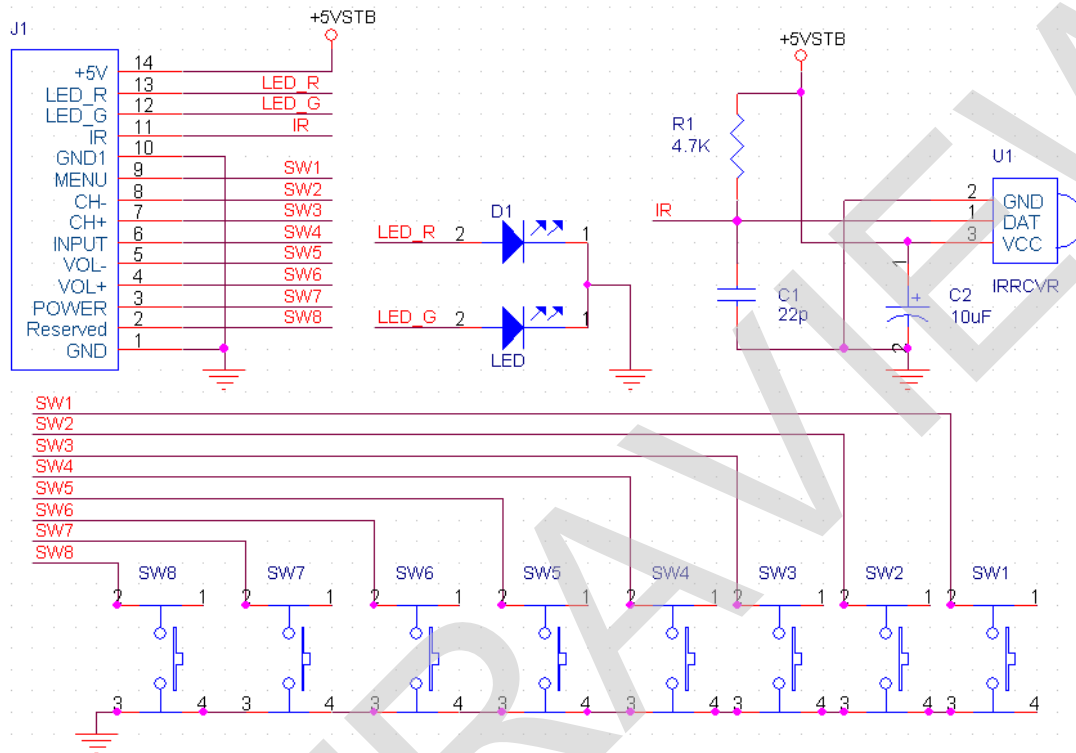 J1
+5VSTB
+5V 14
LED_R 13 LED_R
LED_G 12 LED_G
IR 11 IR
GND1 10
MENU 9 SW1
CH- 8 SW2
CH+ 7 SW3
INPUT 6 SW4
VOL- 5 SW5
VOL+ 4 SW6
POWER 3 SW7
Reserved 2 SW8
GND 1
D1
LED_R 2 1
LED_G 2 1
LED
+5VSTB
R1
4.7K
IR
U1
2 GND
1 DAT
3 VCC
IRRCVR
C1
22p
1
+
C2
10uF
2
SW1
SW2
SW3
SW4
SW5
SW6
SW7
SW8
SW8 SW7 SW6 SW5 SW4 SW3 SW2 SW1
2 1 2 1 2 1 2 1 2 1 2 1 2 1 2 1
3 4 3 4 3 4 3 4 3 4 3 4 3 4 3 4